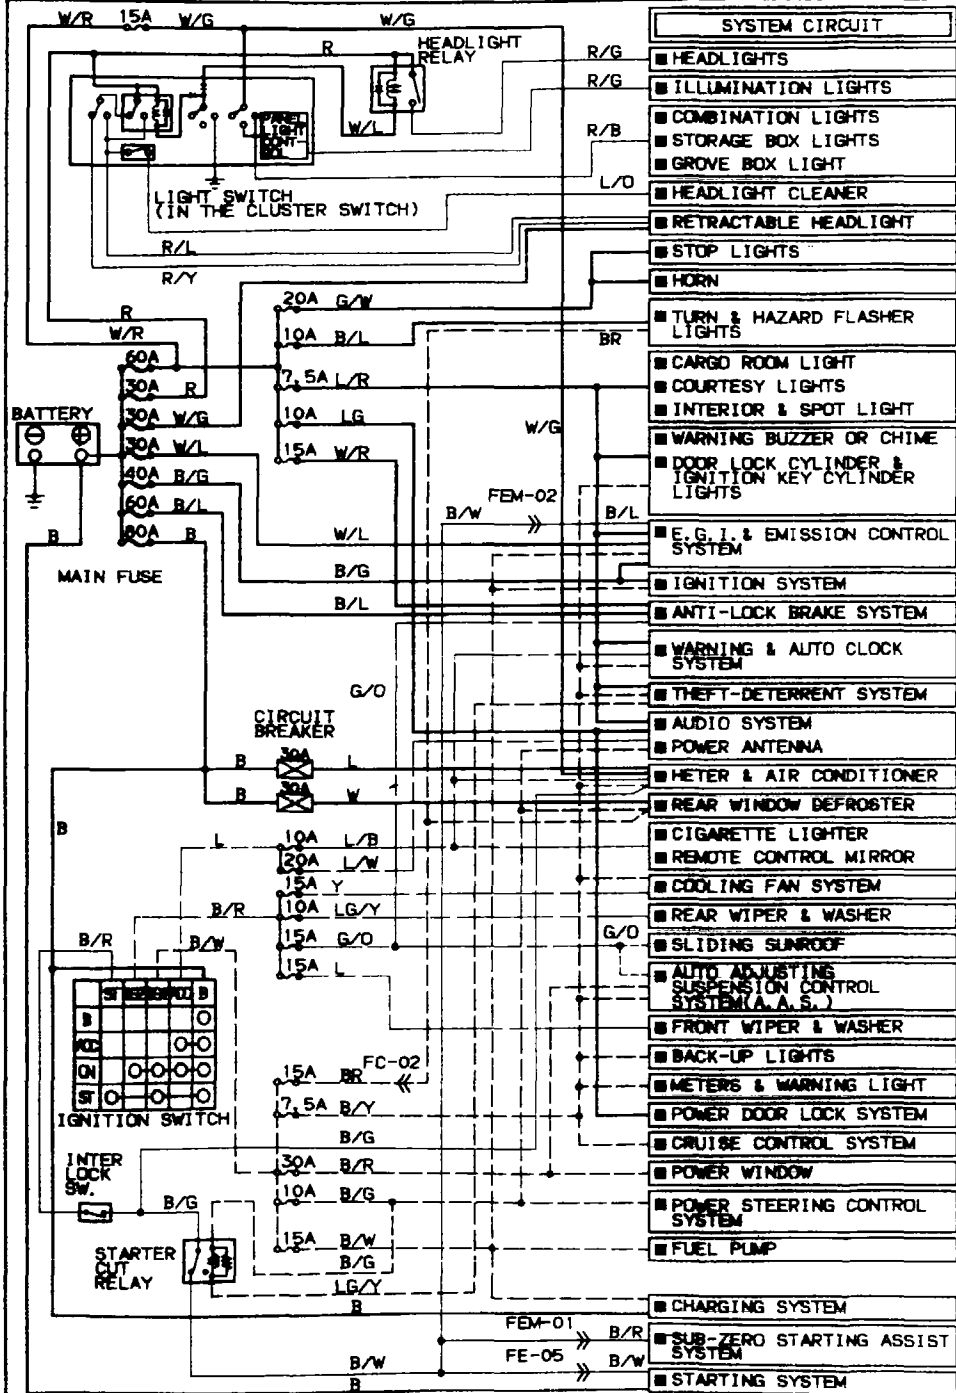 W/R 15A W/G W/G
SYSTEM CIRCUIT
R HEADLIGHT
RELAY
R/G
HEADLIGHTS
R/G
ILLUMINATION LIGHTS
COMBINATION LIGHTS
PANEL
LIGHT
CONT-
ROL
W/L
R/B
STORAGE BOX LIGHTS
GROVE BOX LIGHT
L/O
HEADLIGHT CLEANER
LIGHT SWITCH
(IN THE CLUSTER SWITCH)
RETRACTABLE HEADLIGHT
R/L
STOP LIGHTS
R/Y
HORN
20A G/W
R
TURN & HAZARD FLASHER
LIGHTS
W/R
10A B/L
BR
60A
CARGO ROOM LIGHT
7.5A L/R
COURTESY LIGHTS
30A R
INTERIOR & SPOT LIGHT
BATTERY
30A W/G
10A LG
W/G
WARNING BUZZER OR CHIME
30A W/L
15A W/R
DOOR LOCK CYLINDER &
IGNITION KEY CYLINDER
LIGHTS
40A B/G
FEM-02
60A B/L
B/W B/L
B
80A B
W/L
E.G.I. & EMISSION CONTROL
SYSTEM
MAIN FUSE
B/G
IGNITION SYSTEM
B/L
ANTI-LOCK BRAKE SYSTEM
WARNING & AUTO CLOCK
SYSTEM
G/O
THEFT-DETERRENT SYSTEM
CIRCUIT
BREAKER
AUDIO SYSTEM
POWER ANTENNA
B 30A L
HETER & AIR CONDITIONER
B 30A W
REAR WINDOW DEFROSTER
B
L 10A L/B
CIGARETTE LIGHTER
20A L/W
REMOTE CONTROL MIRROR
15A Y
COOLING FAN SYSTEM
B/R 10A LG/Y
REAR WIPER & WASHER
B/R B/W
15A G/O
G/O
SLIDING SUNROOF
15A L
AUTO ADJUSTING
SUSPENSION CONTROL
SYSTEM(A.A.S.)
ST IG2 IG1 ACC B
B
FRONT WIPER & WASHER
ACC
BACK-UP LIGHTS
ON
15A BR FC-02
METERS & WARNING LIGHT
ST
7.5A B/Y
POWER DOOR LOCK SYSTEM
IGNITION SWITCH
B/G
CRUISE CONTROL SYSTEM
INTER
LOCK
SW.
30A B/R
POWER WINDOW
B/G
10A B/G
POWER STEERING CONTROL
SYSTEM
15A B/W
FUEL PUMP
STARTER
CUT
RELAY
B/G
LG/Y
B
CHARGING SYSTEM
FEM-01 B/R
SUB-ZERO STARTING ASSIST
SYSTEM
B/W
FE-05 B/W
STARTING SYSTEM
B